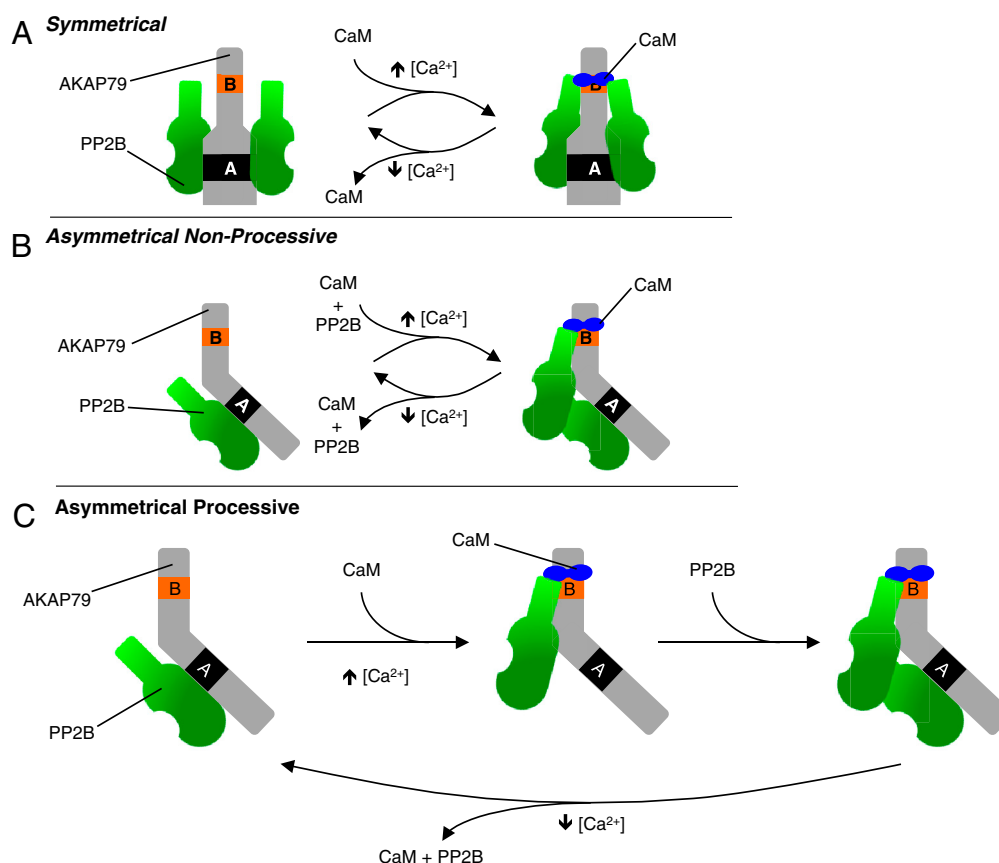 A Symmetrical
CaM
CaM
↑ [Ca²⁺]
AKAP79
B
B
PP2B
A
A
↓ [Ca²⁺]
CaM
B Asymmetrical Non-Processive
CaM
+
PP2B
CaM
↑ [Ca²⁺]
AKAP79
B
B
PP2B
A
A
CaM
+
PP2B
↓ [Ca²⁺]
C Asymmetrical Processive
CaM
CaM
PP2B
AKAP79
B
B
B
A
A
A
↑ [Ca²⁺]
PP2B
↓ [Ca²⁺]
CaM + PP2B